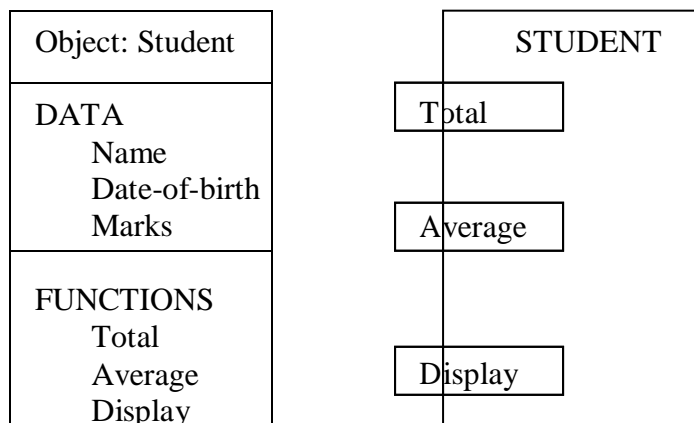 Object: Student
DATA
Name
Date-of-birth
Marks
FUNCTIONS
Total
Average
Display
STUDENT
Total
Average
Display